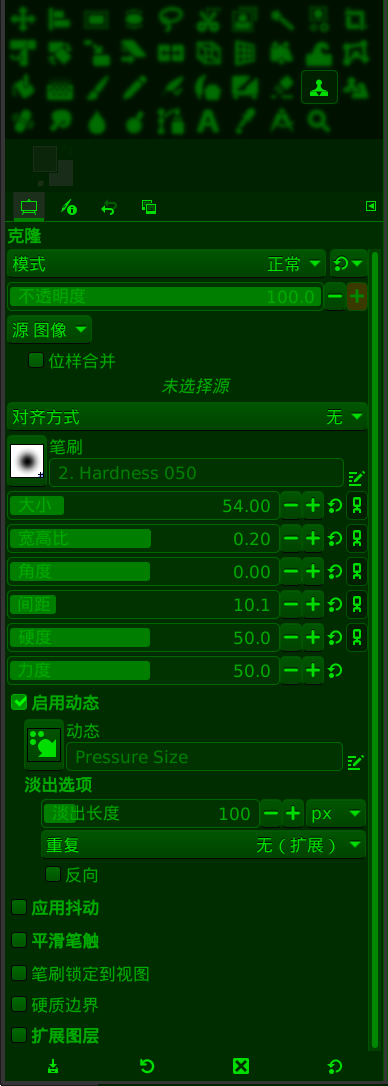 克隆
模式 正常
不透明度 100.0
源 图像
位样合并
未选择源
对齐方式 无
笔刷
2. Hardness 050
大小 54.00
宽高比 0.20
角度 0.00
间距 10.1
硬度 50.0
力度 50.0
启用动态
动态
Pressure Size
淡出选项
淡出长度 100 px
重复 无（扩展）
反向
应用抖动
平滑笔触
笔刷锁定到视图
硬质边界
扩展图层